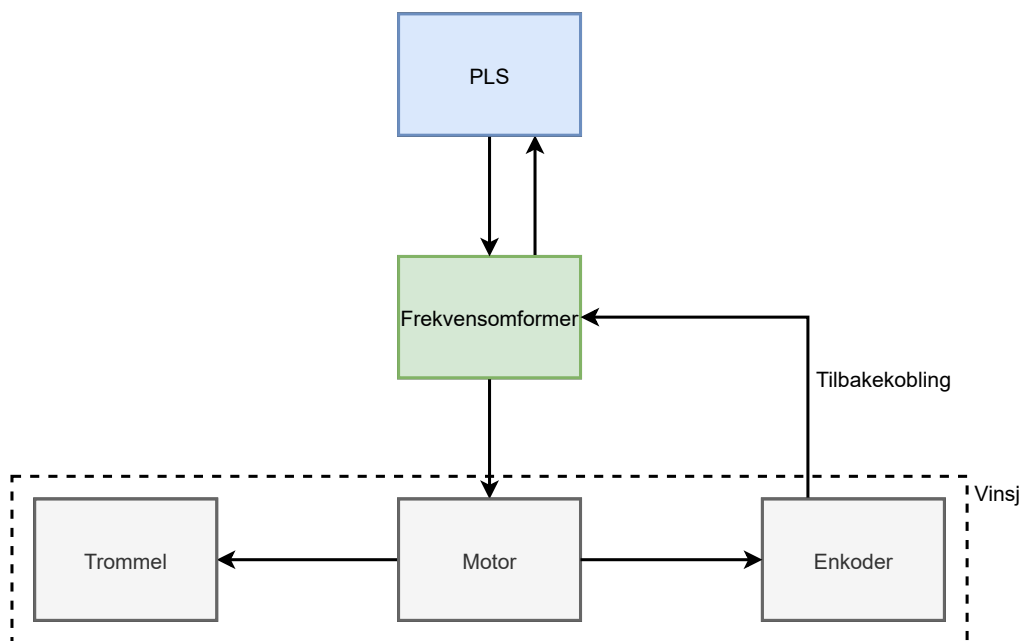 PLS
Frekvensomformer
Tilbakekobling
Vinsj
Trommel
Motor
Enkoder